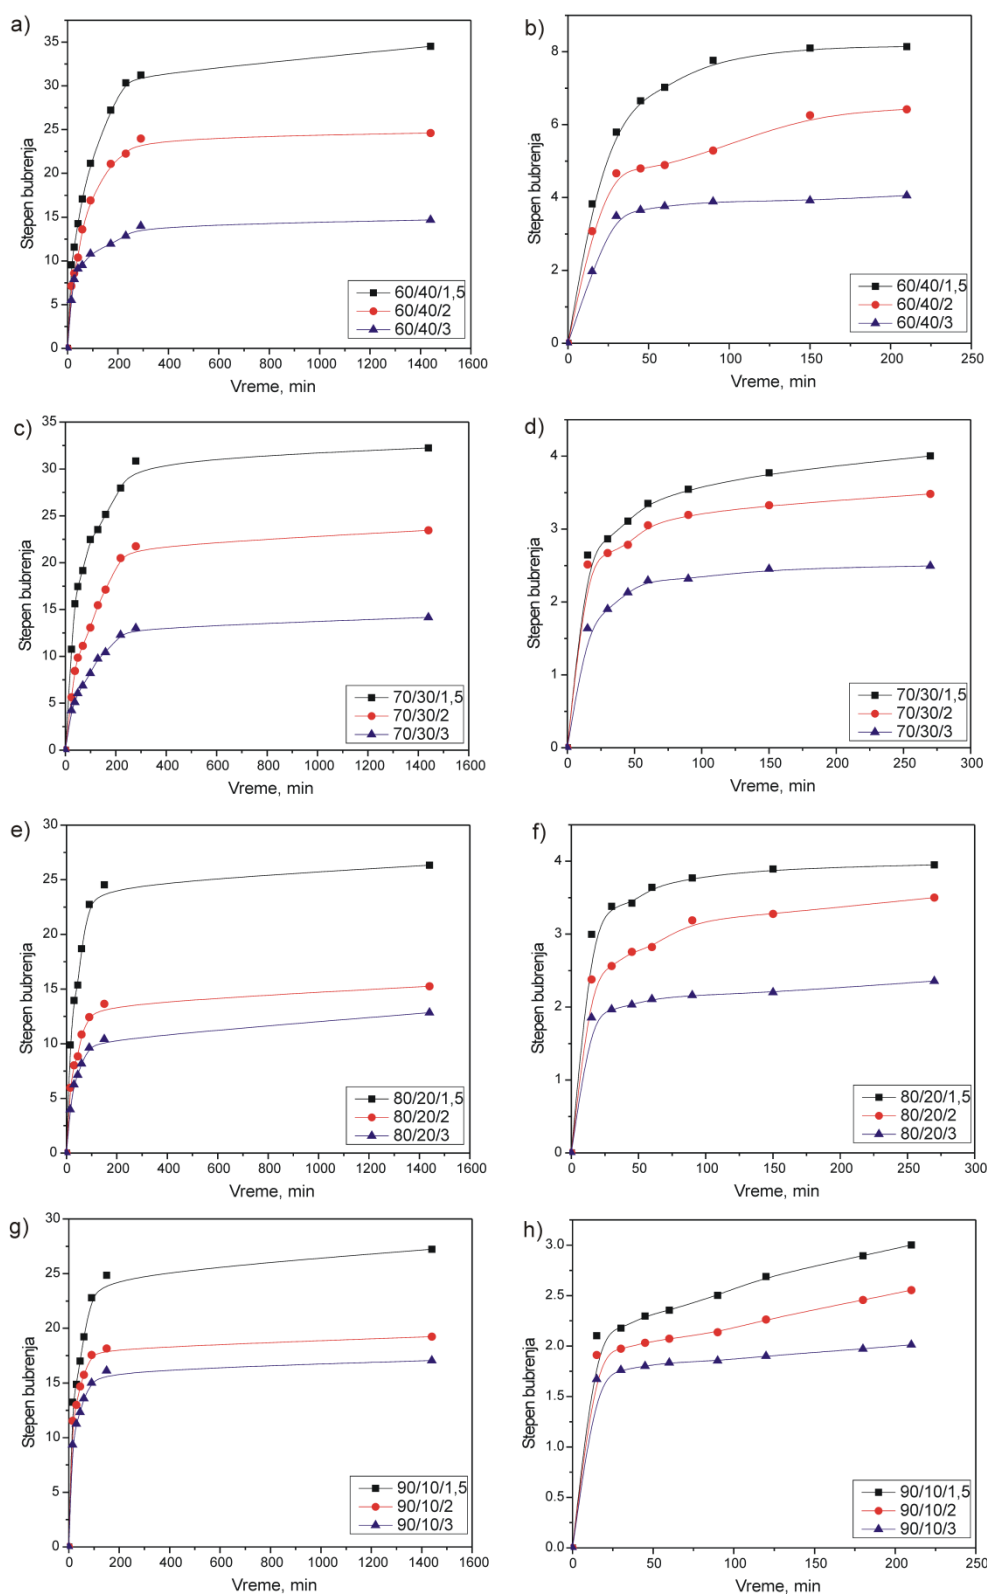 a)
35
30
25
20
15
10
5
0
Stepen bubrenja
0 200 400 600 800 1000 1200 1400 1600
Vreme, min
60/40/1,5
60/40/2
60/40/3
b)
8
6
4
2
0
Stepen bubrenja
0 50 100 150 200 250
Vreme, min
60/40/1,5
60/40/2
60/40/3
c)
35
30
25
20
15
10
5
0
Stepen bubrenja
0 200 400 600 800 1000 1200 1400 1600
Vreme, min
70/30/1,5
70/30/2
70/30/3
d)
4
3
2
1
0
Stepen bubrenja
0 50 100 150 200 250 300
Vreme, min
70/30/1,5
70/30/2
70/30/3
e)
30
25
20
15
10
5
0
Stepen bubrenja
0 200 400 600 800 1000 1200 1400 1600
Vreme, min
80/20/1,5
80/20/2
80/20/3
f)
4
3
2
1
0
Stepen bubrenja
0 50 100 150 200 250 300
Vreme, min
80/20/1,5
80/20/2
80/20/3
g)
30
25
20
15
10
5
0
Stepen bubrenja
0 200 400 600 800 1000 1200 1400 1600
Vreme, min
90/10/1,5
90/10/2
90/10/3
h)
3.0
2.5
2.0
1.5
1.0
0.5
0.0
Stepen bubrenja
0 50 100 150 200 250
Vreme, min
90/10/1,5
90/10/2
90/10/3